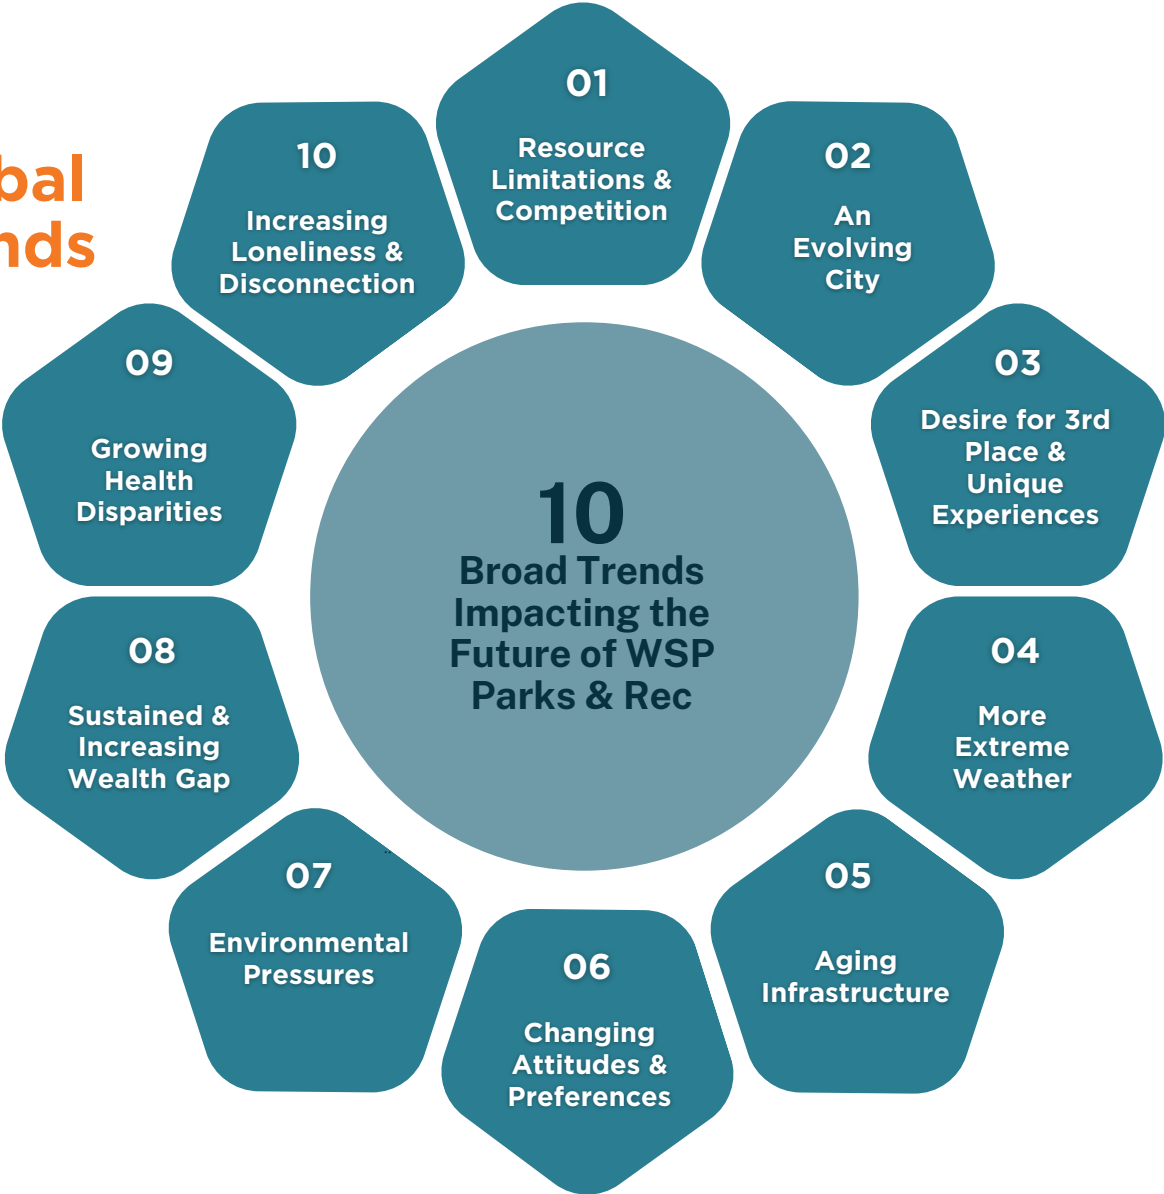 bal
nds
01
Resource
Limitations &
Competition
02
An
Evolving
City
03
Desire for 3rd
Place &
Unique
Experiences
04
More
Extreme
Weather
05
Aging
Infrastructure
06
Changing
Attitudes &
Preferences
07
Environmental
Pressures
08
Sustained &
Increasing
Wealth Gap
09
Growing
Health
Disparities
10
Increasing
Loneliness &
Disconnection
10
Broad Trends
Impacting the
Future of WSP
Parks & Rec